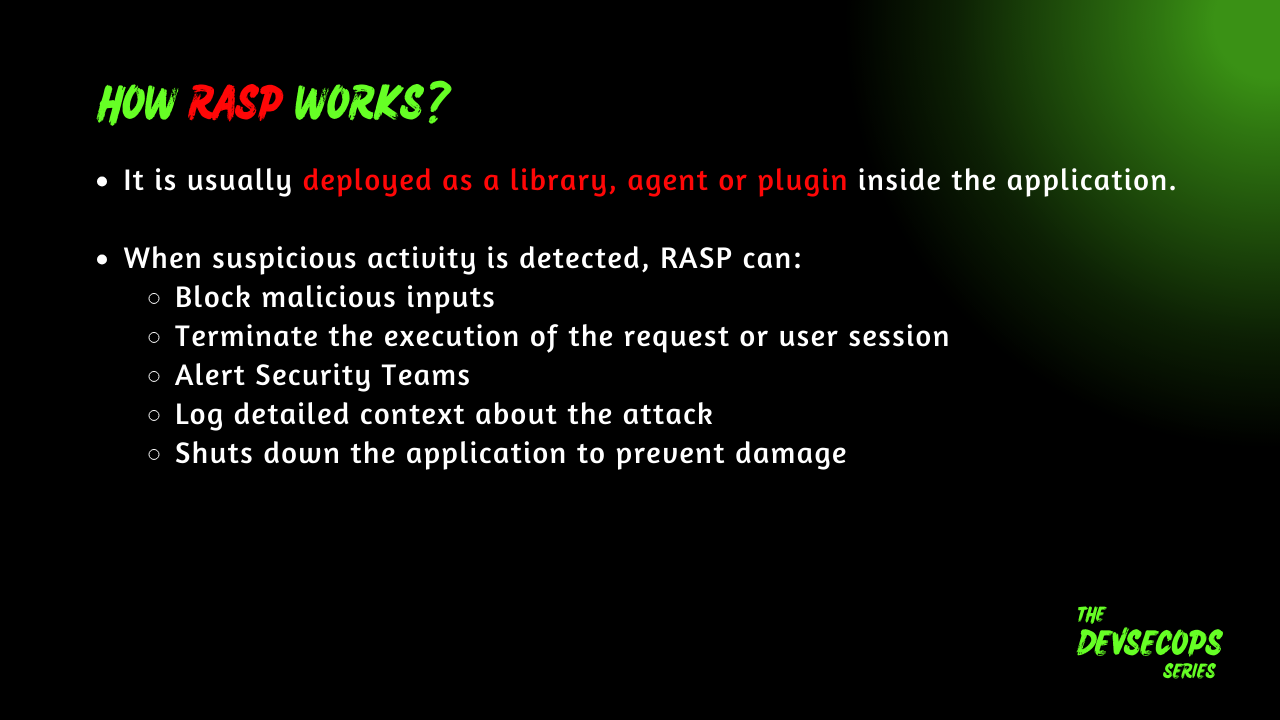 HOW RASP WORKS?
• It is usually deployed as a library, agent or plugin inside the application.
• When suspicious activity is detected, RASP can:
○ Block malicious inputs
○ Terminate the execution of the request or user session
○ Alert Security Teams
○ Log detailed context about the attack
○ Shuts down the application to prevent damage
THE
DEVSECOPS
SERIES